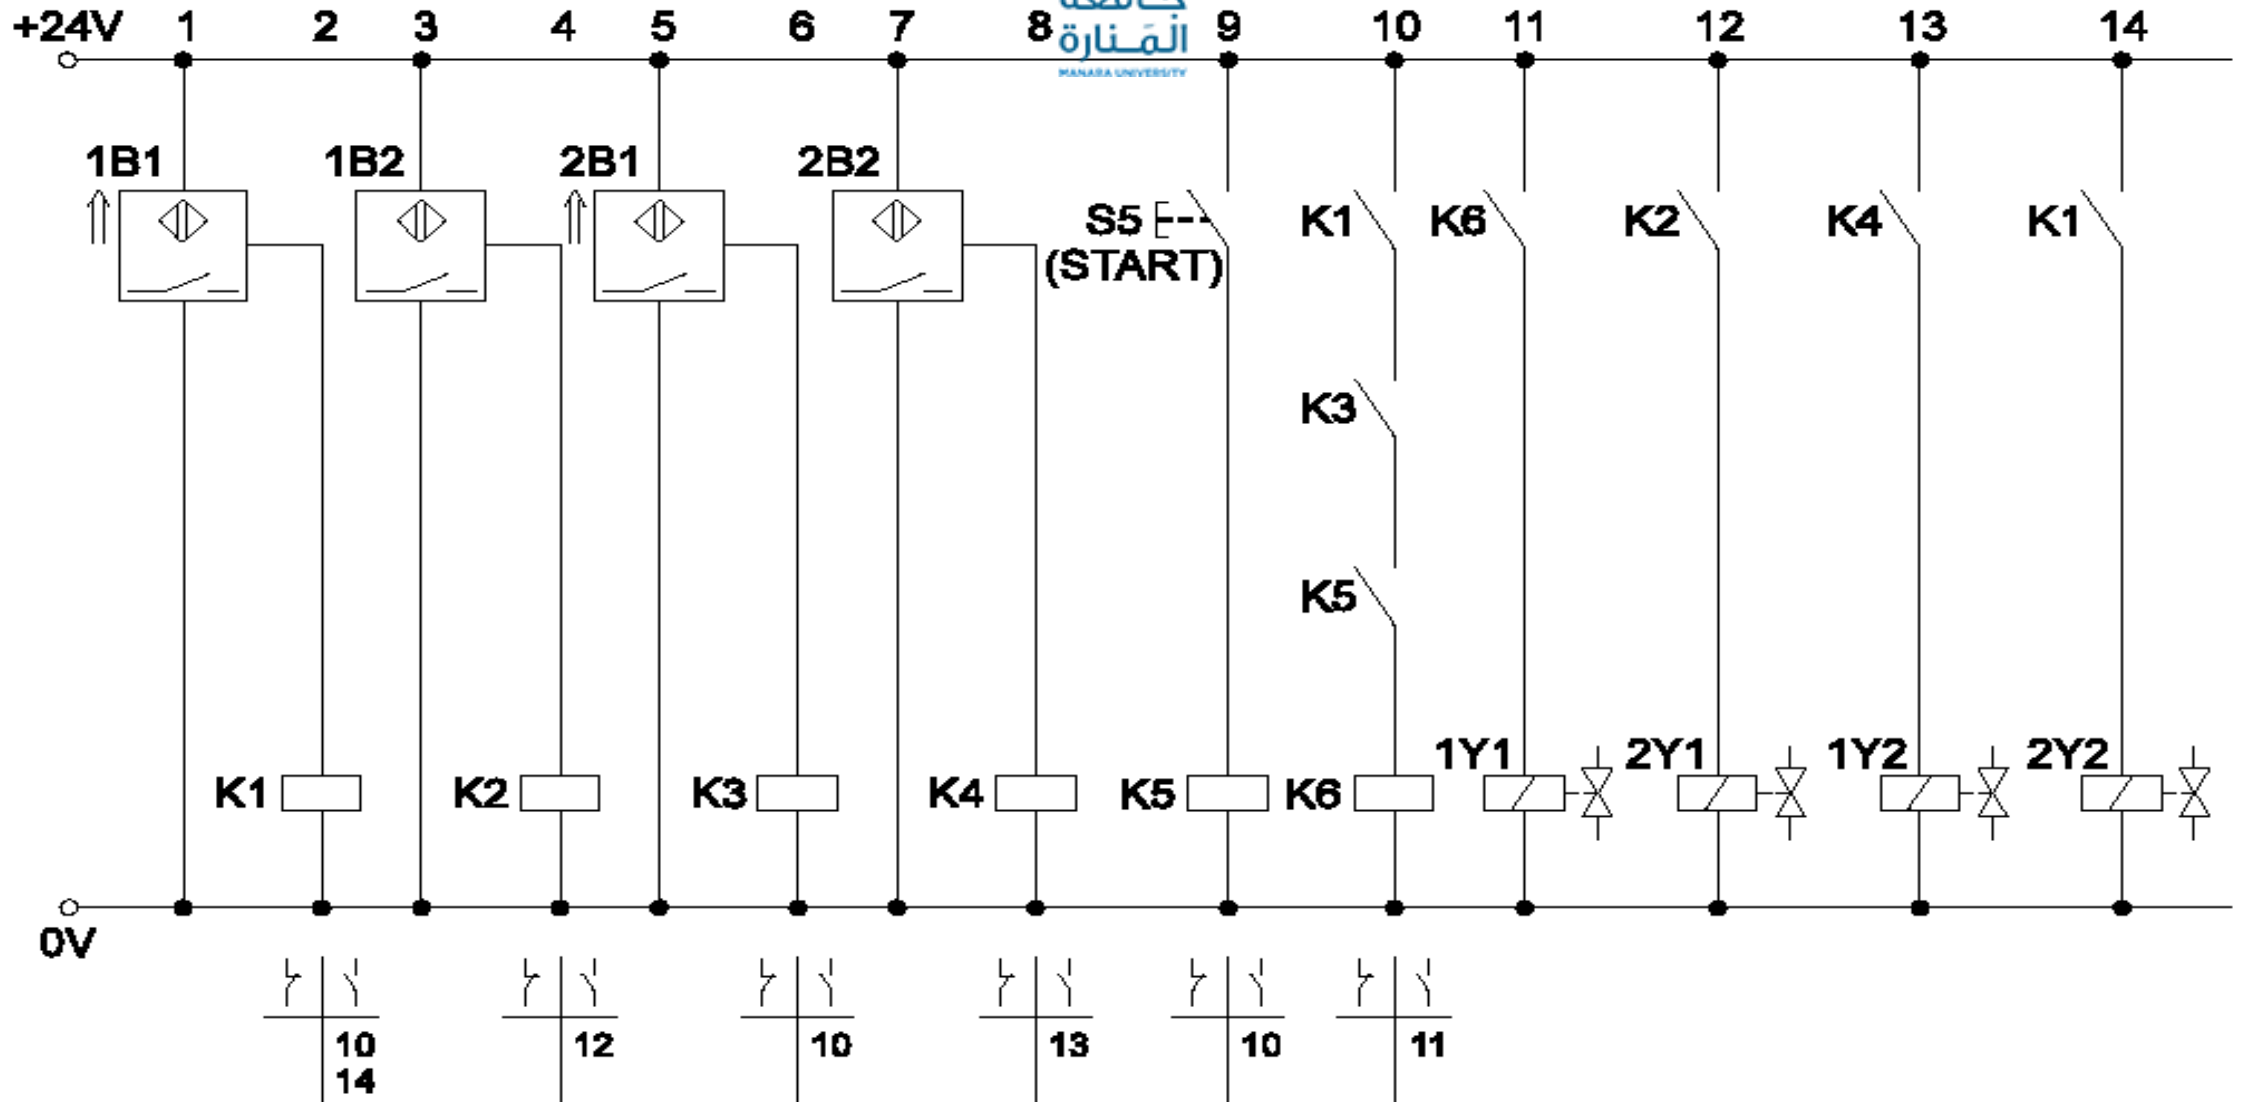 +24V 1 2 3 4 5 6 7 8 9 10 11 12 13 14
المَنارة
MANARA UNIVERSITY
1B1 1B2 2B1 2B2
S5 K1 K6 K2 K4 K1
(START)
K3
K5
1Y1 2Y1 1Y2 2Y2
K1 K2 K3 K4 K5 K6
0V
10 12 10 13 10 11
14